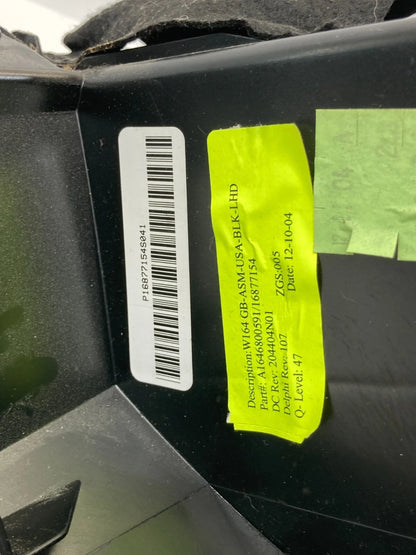 P16877154S041
Description:W164 GB-ASM-USA-BLK-LHD
Part#: A1646800591/16877154
DC Rev: 204404N01 ZGS:005
Delphi Rev: 107 Date: 12-10-04
Q- Level: 47